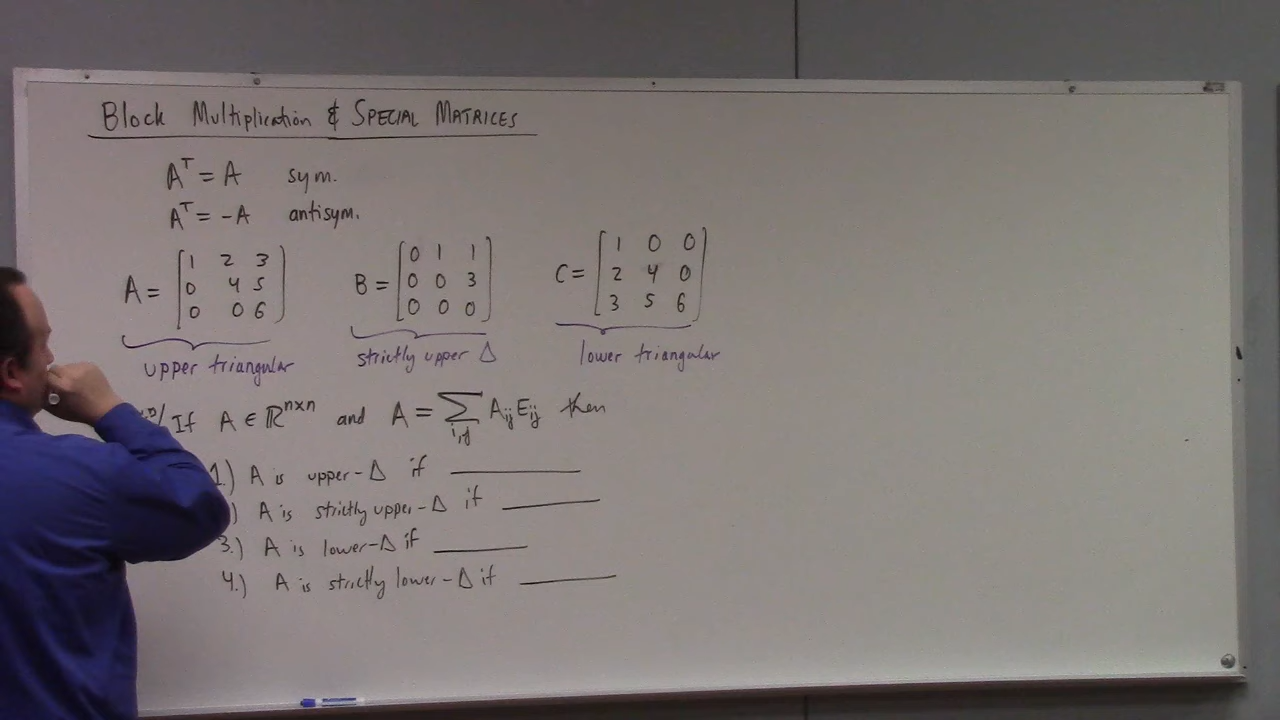 Block Multiplication & SPECIAL MATRICES
Aᵀ = A sym.
Aᵀ = -A antisym.
A = [1 2 3; 0 4 5; 0 0 6] B = [0 1 1; 0 0 3; 0 0 0] C = [1 0 0; 2 4 0; 3 5 6]
upper triangular strictly upper Δ lower triangular
If A ∈ ℝⁿˣⁿ and A = Σ_{i,j} A_{ij}E_{ij} then
1.) A is upper-Δ if ______
) A is strictly upper-Δ if ______
3.) A is lower-Δ if ______
4.) A is strictly lower-Δ if ______